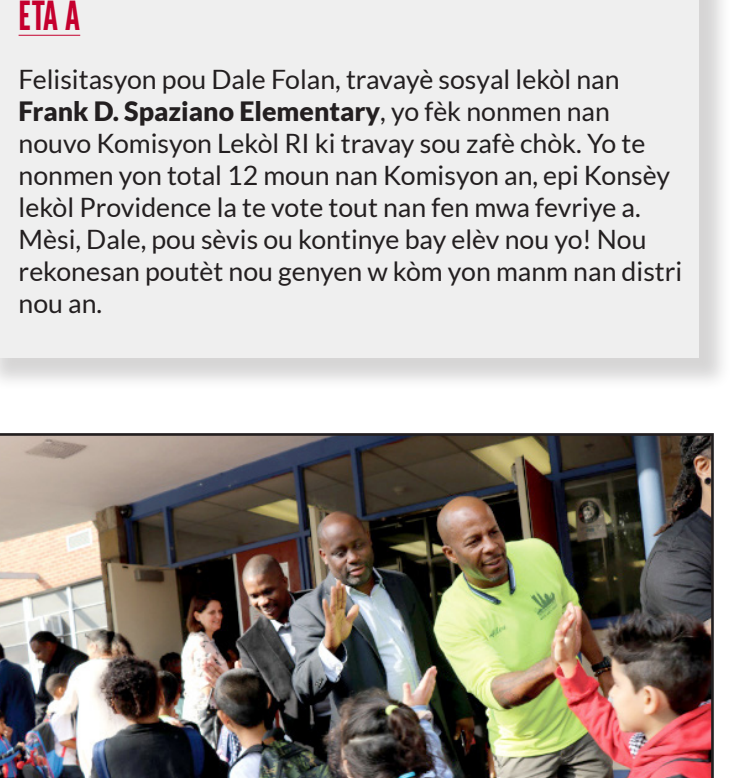 ETA A
Felisitasyon pou Dale Folan, travayè sosyal lekòl nan
Frank D. Spaziano Elementary, yo fèk nonmen nan
nouvo Komisyon Lekòl RI ki travay sou zafè chòk. Yo te
nonmen yon total 12 moun nan Komisyon an, epi Konsèy
lekòl Providence la te vote tout nan fen mwa fevriye a.
Mèsi, Dale, pou sèvis ou kontinye bay elèv nou yo! Nou
rekonesan poutèt nou genyen w kòm yon manm nan distri
nou an.